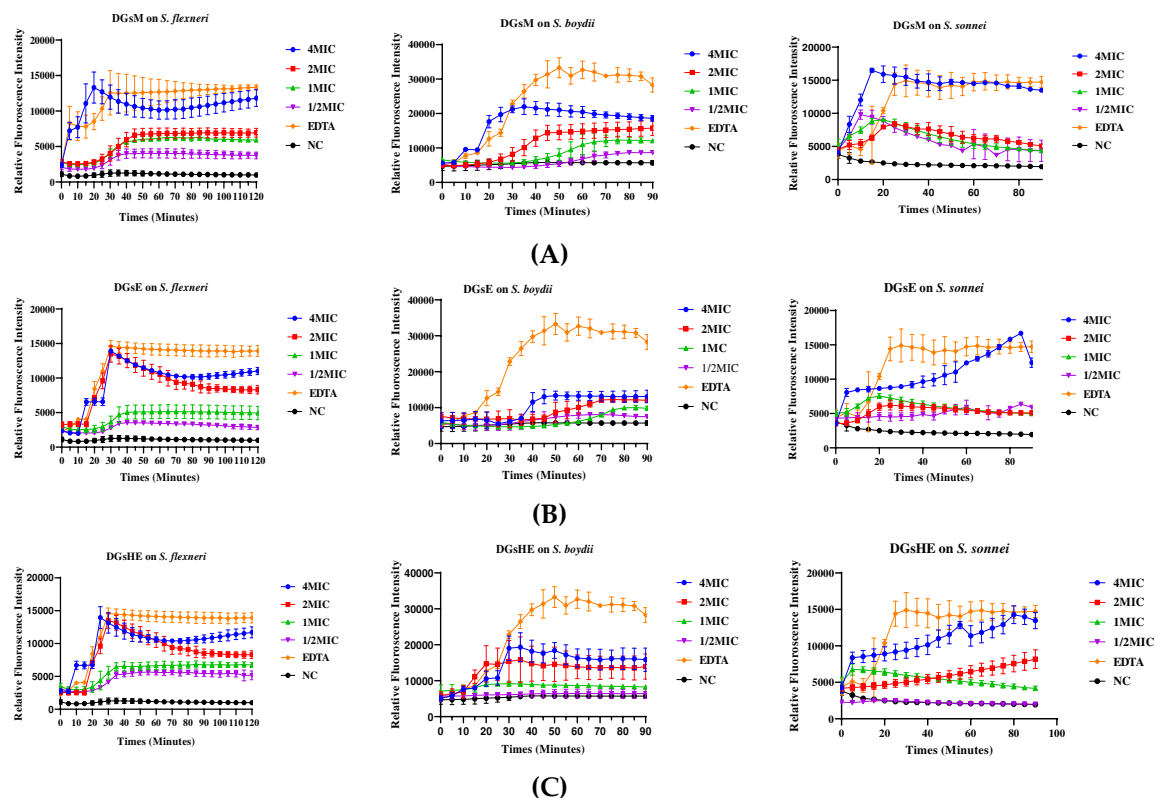 DGsM on S. flexneri
Relative Fluorescence Intensity
20000
15000
10000
5000
0
0 10 20 30 40 50 60 70 80 90 100 110 120
Times (Minutes)
4MIC
2MIC
1MIC
1/2MIC
EDTA
NC
DGsM on S. boydii
Relative Fluorescence Intensity
40000
30000
20000
10000
0
0 10 20 30 40 50 60 70 80 90
Times (Minutes)
4MIC
2MIC
1MIC
1/2MIC
EDTA
NC
DGsM on S. sonnei
Relative Fluorescence Intensity
20000
15000
10000
5000
0
0 20 40 60 80
Times (Minutes)
4MIC
2MIC
1MIC
1/2MIC
EDTA
NC
(A)
DGsE on S. flexneri
Relative Fluorescence Intensity
20000
15000
10000
5000
0
0 10 20 30 40 50 60 70 80 90 100 110 120
Times (Minutes)
4MIC
2MIC
1MIC
1/2MIC
EDTA
NC
DGsE on S. boydii
Relative Fluoroscence Intensity
40000
30000
20000
10000
0
0 10 20 30 40 50 60 70 80 90
Times (Minutes)
4MIC
2MIC
1MC
1/2MIC
EDTA
NC
DGsE on S. sonnei
Relative Fluorescence Intensity
20000
15000
10000
5000
0
0 20 40 60 80
Times (Minutes)
4MIC
2MIC
1MIC
1/2MIC
EDTA
NC
(B)
DGsHE on S. flexneri
Relative Fluorescence Intensity
20000
15000
10000
5000
0
0 10 20 30 40 50 60 70 80 90 100 110 120
Times (Minutes)
4MIC
2MIC
1MIC
1/2MIC
EDTA
NC
DGsHE on S. boydii
Relative Fluorescence Intensity
40000
30000
20000
10000
0
0 10 20 30 40 50 60 70 80 90
Times (Minutes)
4MIC
2MIC
1MIC
1/2MIC
EDTA
NC
DGsHE on S. sonnei
Relative Fluorescence Intensity
20000
15000
10000
5000
0
0 20 40 60 80 100
Times (Minutes)
4MIC
2MIC
1MIC
1/2MIC
EDTA
NC
(C)